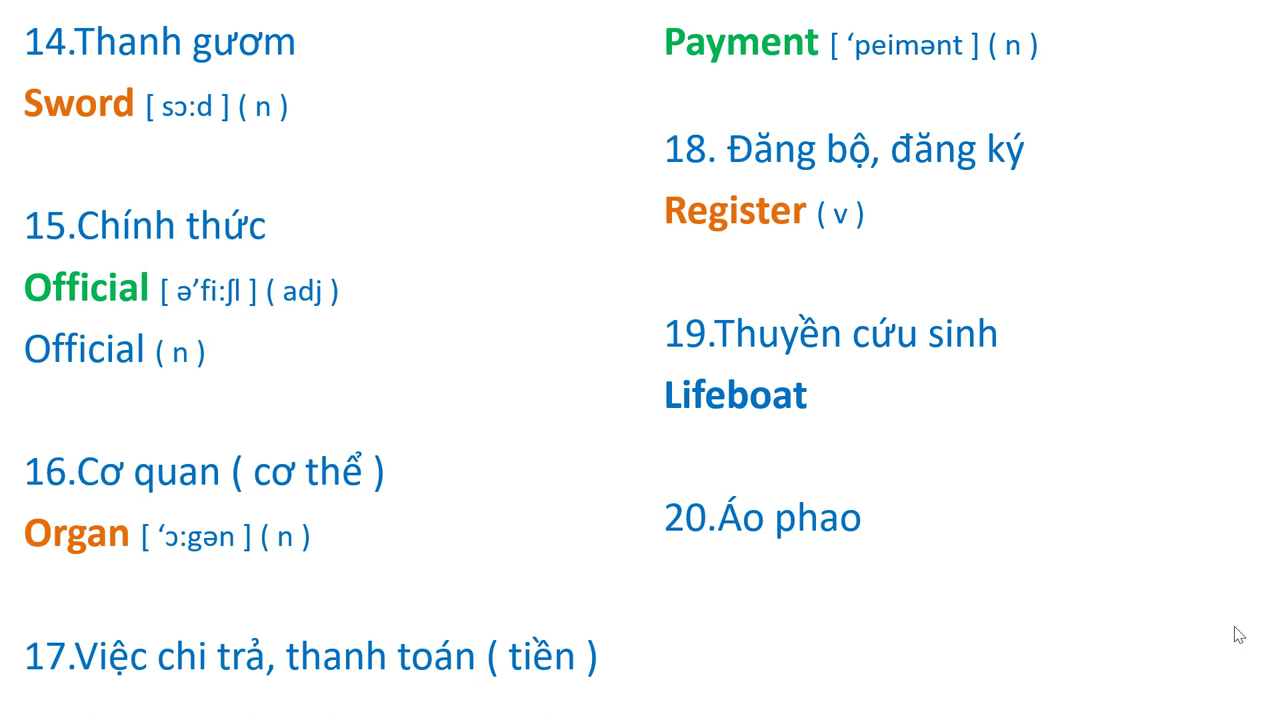 14.Thanh gươm
Sword [ sɔ:d ] ( n )
15.Chính thức
Official [ ə’fi:ʃl ] ( adj )
Official ( n )
16.Cơ quan ( cơ thể )
Organ [ ‘ɔ:gən ] ( n )
17.Việc chi trả, thanh toán ( tiền )
Payment [ ‘peimənt ] ( n )
18. Đăng bộ, đăng ký
Register ( v )
19.Thuyền cứu sinh
Lifeboat
20.Áo phao